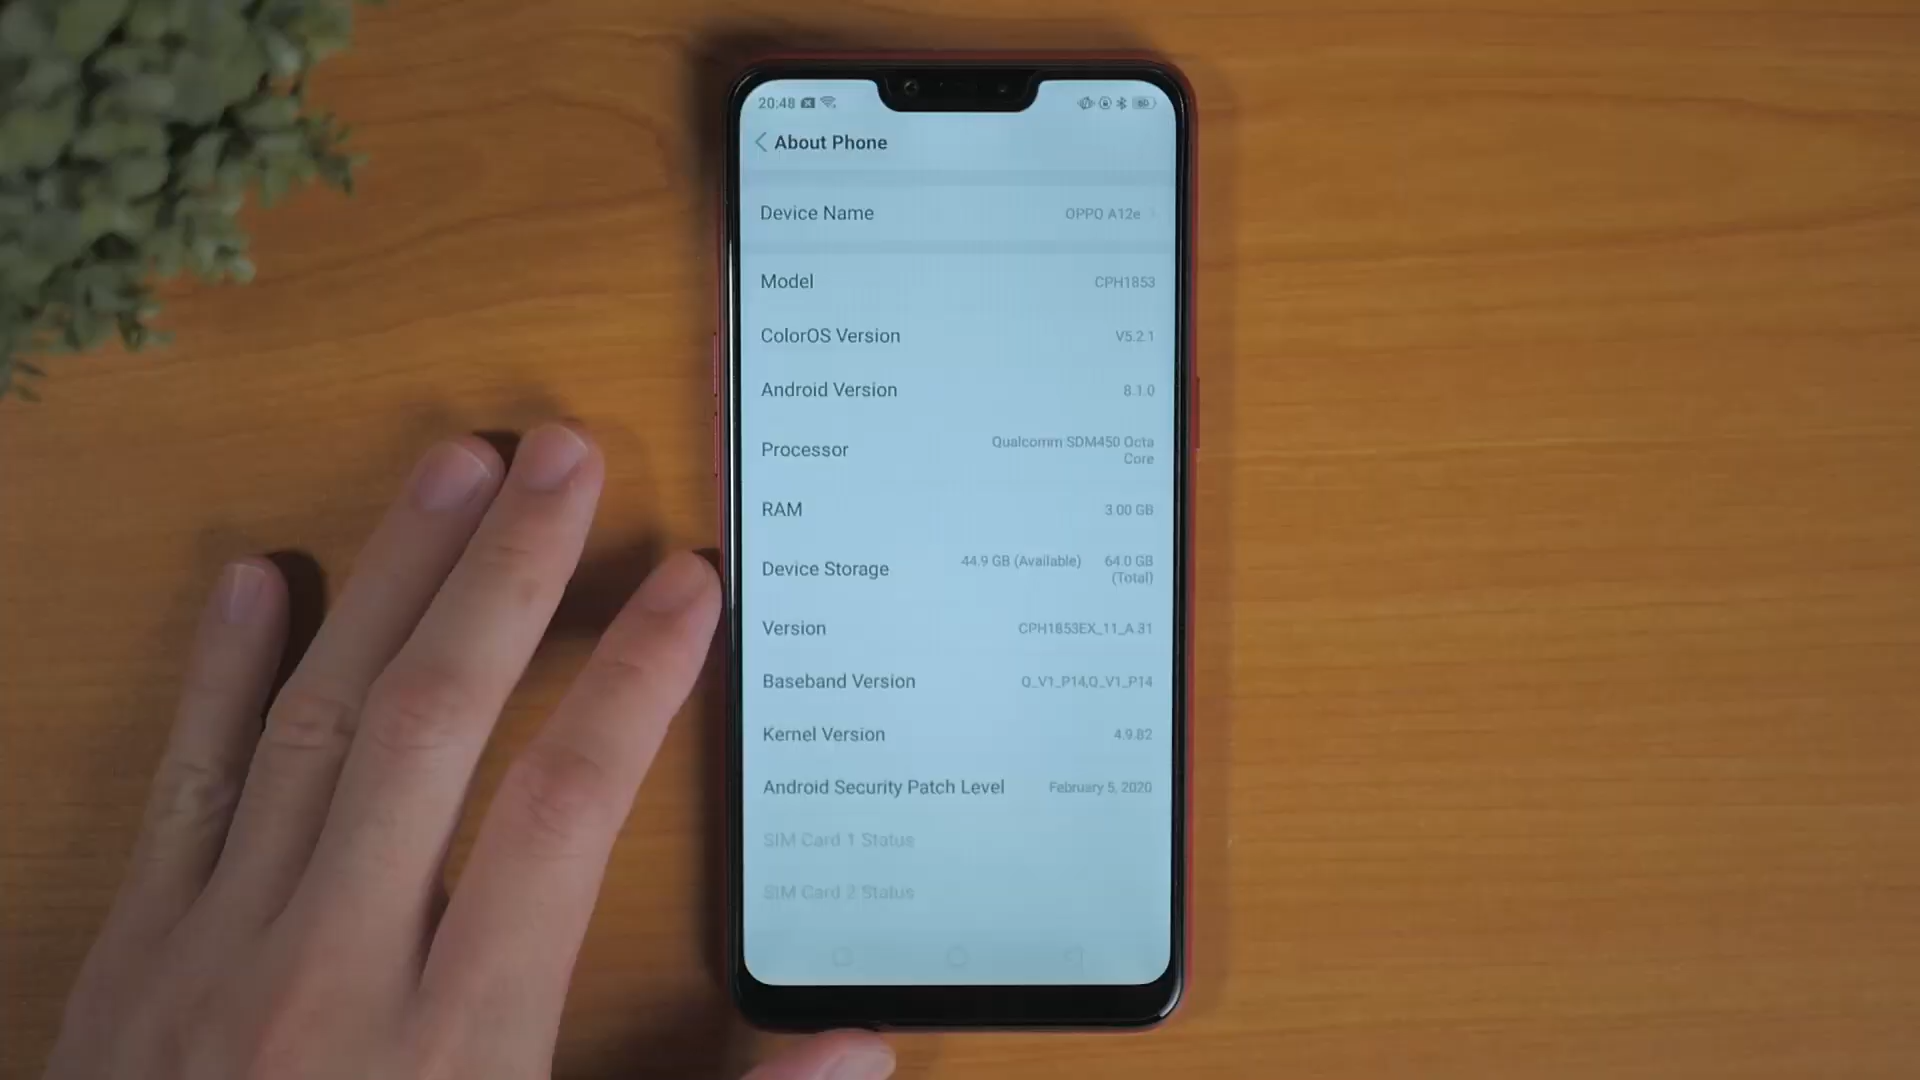 20:48
About Phone
Device Name OPPO A12e
Model CPH1853
ColorOS Version V5.2.1
Android Version 8.1.0
Processor Qualcomm SDM450 Octa
Core
RAM 3.00 GB
Device Storage 44.9 GB (Available) 64.0 GB
(Total)
Version CPH1853EX_11_A.31
Baseband Version Q_V1_P14,Q_V1_P14
Kernel Version 4.9.82
Android Security Patch Level February 5, 2020
SIM Card 1 Status
SIM Card 2 Status